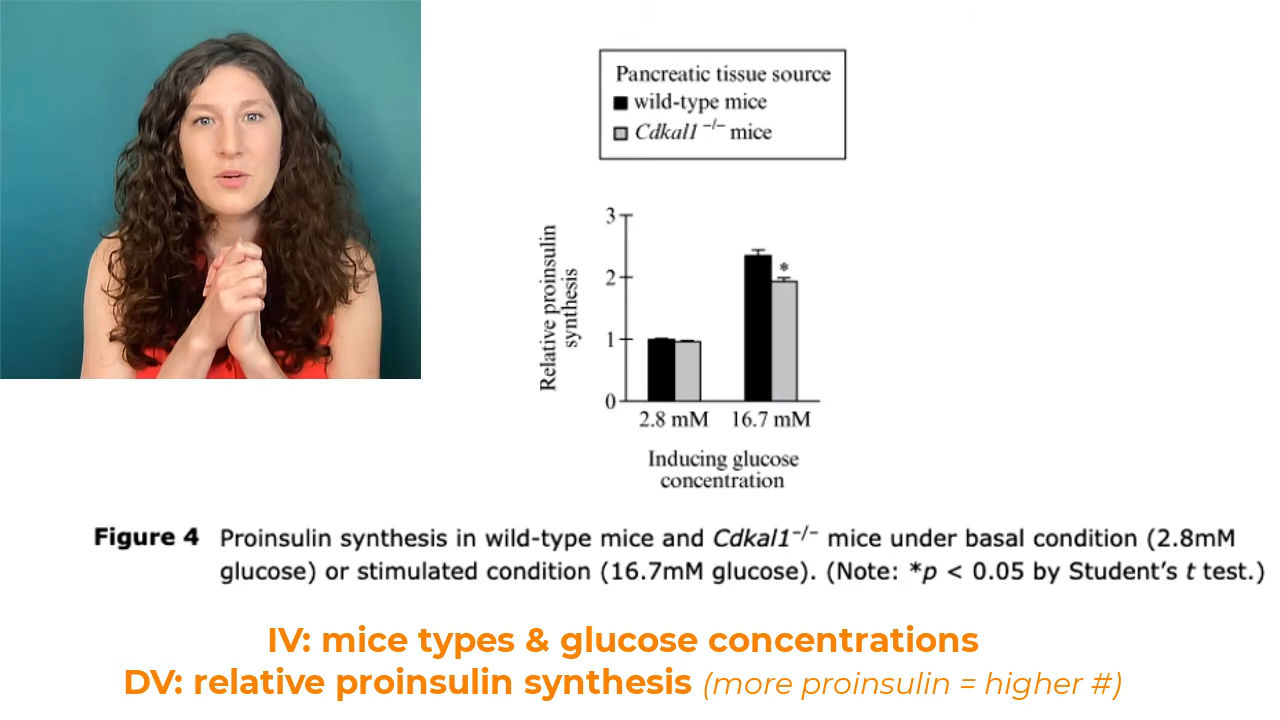 Pancreatic tissue source
wild-type mice
Cdkal1 −/− mice
Relative proinsulin
synthesis
3
2
1
0
*
2.8 mM 16.7 mM
Inducing glucose
concentration
Figure 4 Proinsulin synthesis in wild-type mice and Cdkal1−/− mice under basal condition (2.8mM
glucose) or stimulated condition (16.7mM glucose). (Note: *p < 0.05 by Student's t test.)
IV: mice types & glucose concentrations
DV: relative proinsulin synthesis (more proinsulin = higher #)